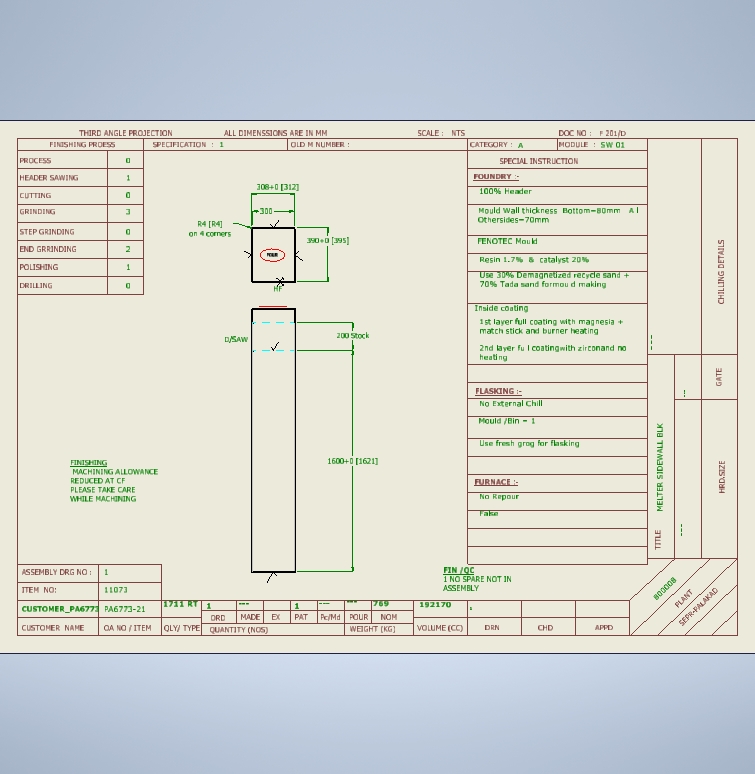 THIRD ANGLE PROJECTION ALL DIMENSSIONS ARE IN MM SCALE : NTS DOC NO : F 201/D
FINISHING PROESS SPECIFICATION : 1 OLD M NUMBER : CATEGORY : A MODULE : SW 01
PROCESS 0
HEADER SAWING 1
CUTTING 0
GRINDING 3
STEP GRINDING 0
END GRRINDING 2
POLISHING 1
DRILLING 0
308+0 [312]
300
R4 [R4]
on 4 corners
390+0 [395]
POUR
HF
D/SAW
200 Stock
1600+0 [1621]
FINISHING
MACHINING ALLOWANCE
REDUCED AT CF
PLEASE TAKE CARE
WHILE MACHINING
SPECIAL INSTRUCTION
FOUNDRY :-
100% Header
Mould Wall thickness Bottom=80mm A l
Othersides=70mm
FENOTEC Mould
Resin 1.7% & catalyst 20%
Use 30% Demagnetized recycle sand +
70% Tada sand formou d making
Inside coating
1st layer full coating with magnesia +
match stick and burner heating
2nd layer fu l coatingwith zirconand no
heating
FLASKING :-
No External Chill
Mould /Bin = 1
Use fresh grog for flasking
FURNACE :-
No Repour
False
FIN /QC
1 NO SPARE NOT IN
ASSEMBLY
CHILLING DETAILS
---
GATE
HRD.SIZE
---
TITLE MELTER SIDEWALL BLK
800008
PLANT
SEPR-PALAKAD
ASSEMBLY DRG NO : 1
ITEM NO: 11073
CUSTOMER_PA6773 PA6773-21 1711 RT 1 --- 1 --- --- 769 192170
ORD MADE EX PAT Pc/Md POUR NOM
CUSTOMER NAME OA NO / ITEM QLY/ TYPE QUANTITY (NOS) WEIGHT (KG) VOLUME (CC) DRN CHD APPD